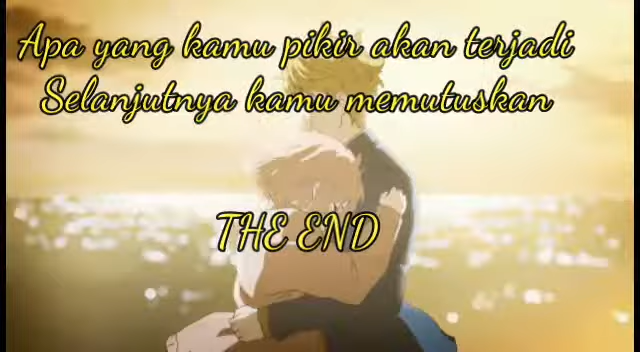 Apa yang kamu pikir akan terjadi
Selanjutnya kamu memutuskan
THE END